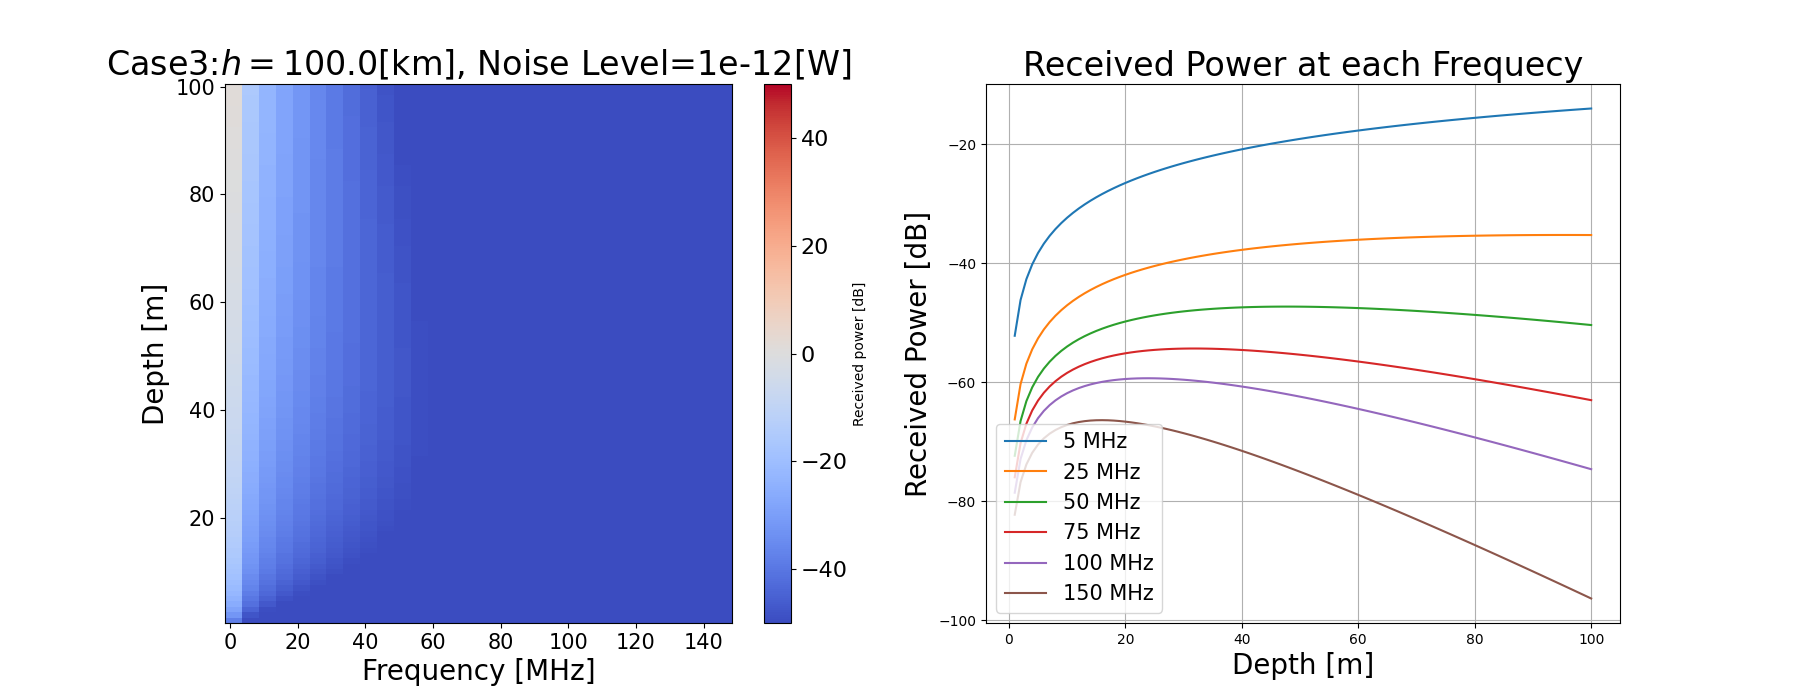 Case3:h = 100.0[km], Noise Level=1e-12[W]
100
80
60
40
20
Depth [m]
0 20 40 60 80 100 120 140
Frequency [MHz]
40
20
0
−20
−40
Received power [dB]
Received Power at each Frequecy
−20
−40
−60
−80
−100
Received Power [dB]
5 MHz
25 MHz
50 MHz
75 MHz
100 MHz
150 MHz
0 20 40 60 80 100
Depth [m]